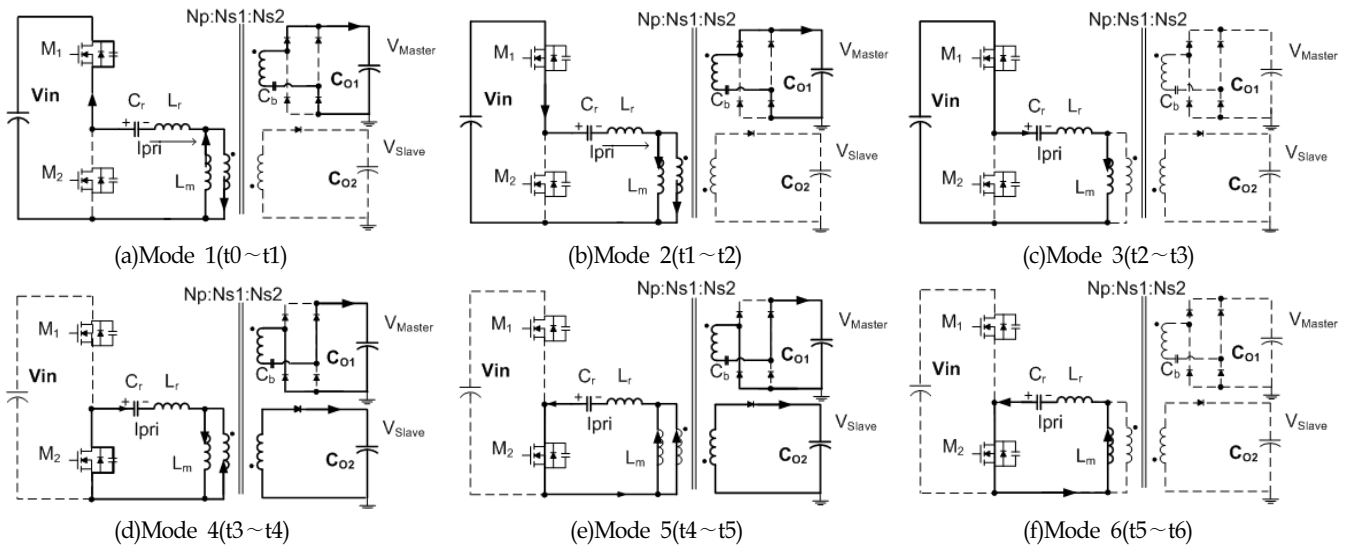 Np:Ns1:Ns2
M1
Vin
Cr
Lr
+ -
Ipri
M2
Lm
Cb
CO1
VMaster
VSlave
CO2
(a)Mode 1(t0~t1)
Np:Ns1:Ns2
M1
Vin
Cr
Lr
+ -
Ipri
M2
Lm
Cb
CO1
VMaster
VSlave
CO2
(b)Mode 2(t1~t2)
Np:Ns1:Ns2
M1
Vin
Cr
Lr
+ -
Ipri
M2
Lm
Cb
CO1
VMaster
VSlave
CO2
(c)Mode 3(t2~t3)
Np:Ns1:Ns2
M1
Vin
Cr
Lr
+ -
Ipri
M2
Lm
Cb
CO1
VMaster
VSlave
CO2
(d)Mode 4(t3~t4)
Np:Ns1:Ns2
M1
Vin
Cr
Lr
+ -
Ipri
M2
Lm
Cb
CO1
VMaster
VSlave
CO2
(e)Mode 5(t4~t5)
Np:Ns1:Ns2
M1
Vin
Cr
Lr
+ -
Ipri
M2
Lm
Cb
CO1
VMaster
VSlave
CO2
(f)Mode 6(t5~t6)